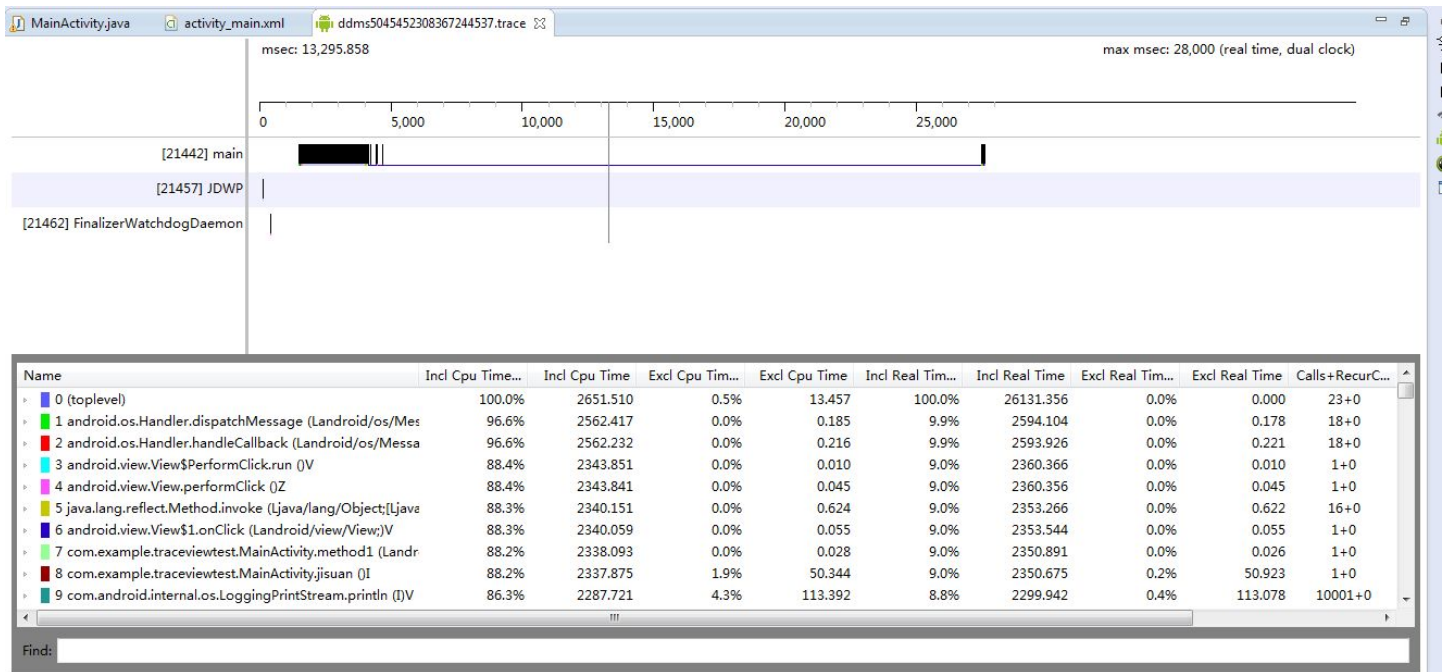 MainActivity.java activity_main.xml ddms5045452308367244537.trace
msec: 13,295.858 max msec: 28,000 (real time, dual clock)
0 5,000 10,000 15,000 20,000 25,000
[21442] main
[21457] JDWP
[21462] FinalizerWatchdogDaemon
Name Incl Cpu Time... Incl Cpu Time Excl Cpu Tim... Excl Cpu Time Incl Real Tim... Incl Real Time Excl Real Tim... Excl Real Time Calls+RecurC...
0 (toplevel) 100.0% 2651.510 0.5% 13.457 100.0% 26131.356 0.0% 0.000 23+0
1 android.os.Handler.dispatchMessage (Landroid/os/Mes 96.6% 2562.417 0.0% 0.185 9.9% 2594.104 0.0% 0.178 18+0
2 android.os.Handler.handleCallback (Landroid/os/Messa 96.6% 2562.232 0.0% 0.216 9.9% 2593.926 0.0% 0.221 18+0
3 android.view.View$PerformClick.run ()V 88.4% 2343.851 0.0% 0.010 9.0% 2360.366 0.0% 0.010 1+0
4 android.view.View.performClick ()Z 88.4% 2343.841 0.0% 0.045 9.0% 2360.356 0.0% 0.045 1+0
5 java.lang.reflect.Method.invoke (Ljava/lang/Object;[Ljava 88.3% 2340.151 0.0% 0.624 9.0% 2353.266 0.0% 0.622 16+0
6 android.view.View$1.onClick (Landroid/view/View;)V 88.3% 2340.059 0.0% 0.055 9.0% 2353.544 0.0% 0.055 1+0
7 com.example.traceviewtest.MainActivity.method1 (Landr 88.2% 2338.093 0.0% 0.028 9.0% 2350.891 0.0% 0.026 1+0
8 com.example.traceviewtest.MainActivity.jisuan ()I 88.2% 2337.875 1.9% 50.344 9.0% 2350.675 0.2% 50.923 1+0
9 com.android.internal.os.LoggingPrintStream.println (I)V 86.3% 2287.721 4.3% 113.392 8.8% 2299.942 0.4% 113.078 10001+0
Find: